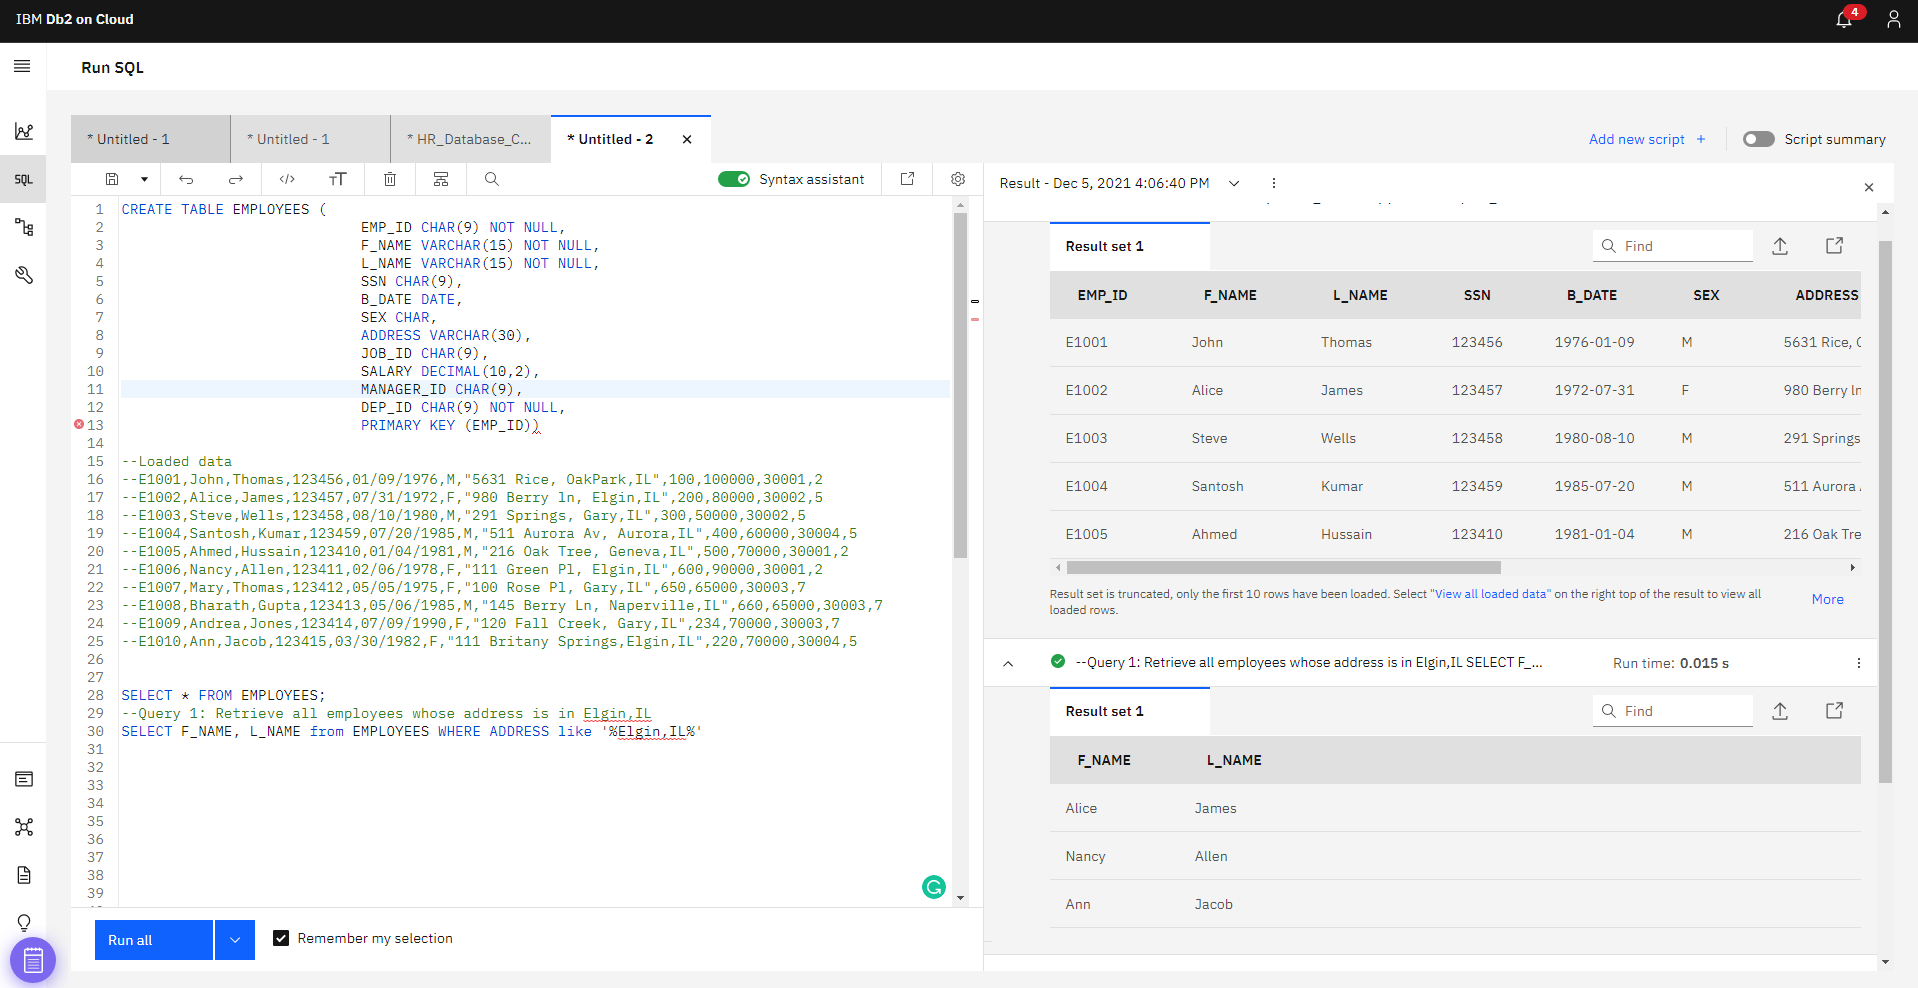 IBM Db2 on Cloud
4
Run SQL
* Untitled - 1
* Untitled - 1
* HR_Database_C...
* Untitled - 2
Add new script +
Script summary
SQL
Syntax assistant
Result - Dec 5, 2021 4:06:40 PM
1 CREATE TABLE EMPLOYEES (
2 EMP_ID CHAR(9) NOT NULL,
3 F_NAME VARCHAR(15) NOT NULL,
4 L_NAME VARCHAR(15) NOT NULL,
5 SSN CHAR(9),
6 B_DATE DATE,
7 SEX CHAR,
8 ADDRESS VARCHAR(30),
9 JOB_ID CHAR(9),
10 SALARY DECIMAL(10,2),
11 MANAGER_ID CHAR(9),
12 DEP_ID CHAR(9) NOT NULL,
13 PRIMARY KEY (EMP_ID))
14
15 --Loaded data
16 --E1001,John,Thomas,123456,01/09/1976,M,"5631 Rice, OakPark,IL",100,100000,30001,2
17 --E1002,Alice,James,123457,07/31/1972,F,"980 Berry ln, Elgin,IL",200,80000,30002,5
18 --E1003,Steve,Wells,123458,08/10/1980,M,"291 Springs, Gary,IL",300,50000,30002,5
19 --E1004,Santosh,Kumar,123459,07/20/1985,M,"511 Aurora Av, Aurora,IL",400,60000,30004,5
20 --E1005,Ahmed,Hussain,123410,01/04/1981,M,"216 Oak Tree, Geneva,IL",500,70000,30001,2
21 --E1006,Nancy,Allen,123411,02/06/1978,F,"111 Green Pl, Elgin,IL",600,90000,30001,2
22 --E1007,Mary,Thomas,123412,05/05/1975,F,"100 Rose Pl, Gary,IL",650,65000,30003,7
23 --E1008,Bharath,Gupta,123413,05/06/1985,M,"145 Berry Ln, Naperville,IL",660,65000,30003,7
24 --E1009,Andrea,Jones,123414,07/09/1990,F,"120 Fall Creek, Gary,IL",234,70000,30003,7
25 --E1010,Ann,Jacob,123415,03/30/1982,F,"111 Britany Springs,Elgin,IL",220,70000,30004,5
26
27
28 SELECT * FROM EMPLOYEES;
29 --Query 1: Retrieve all employees whose address is in Elgin,IL
30 SELECT F_NAME, L_NAME from EMPLOYEES WHERE ADDRESS like '%Elgin,IL%'
31
32
33
34
35
36
37
38
39
Run all
Remember my selection
Result set 1
Find
EMP_ID F_NAME L_NAME SSN B_DATE SEX ADDRESS
E1001 John Thomas 123456 1976-01-09 M 5631 Rice,
E1002 Alice James 123457 1972-07-31 F 980 Berry ln
E1003 Steve Wells 123458 1980-08-10 M 291 Springs
E1004 Santosh Kumar 123459 1985-07-20 M 511 Aurora
E1005 Ahmed Hussain 123410 1981-01-04 M 216 Oak Tre
Result set is truncated, only the first 10 rows have been loaded. Select "View all loaded data" on the right top of the result to view all
loaded rows.
More
--Query 1: Retrieve all employees whose address is in Elgin,IL SELECT F_...
Run time: 0.015 s
Result set 1
Find
F_NAME L_NAME
Alice James
Nancy Allen
Ann Jacob